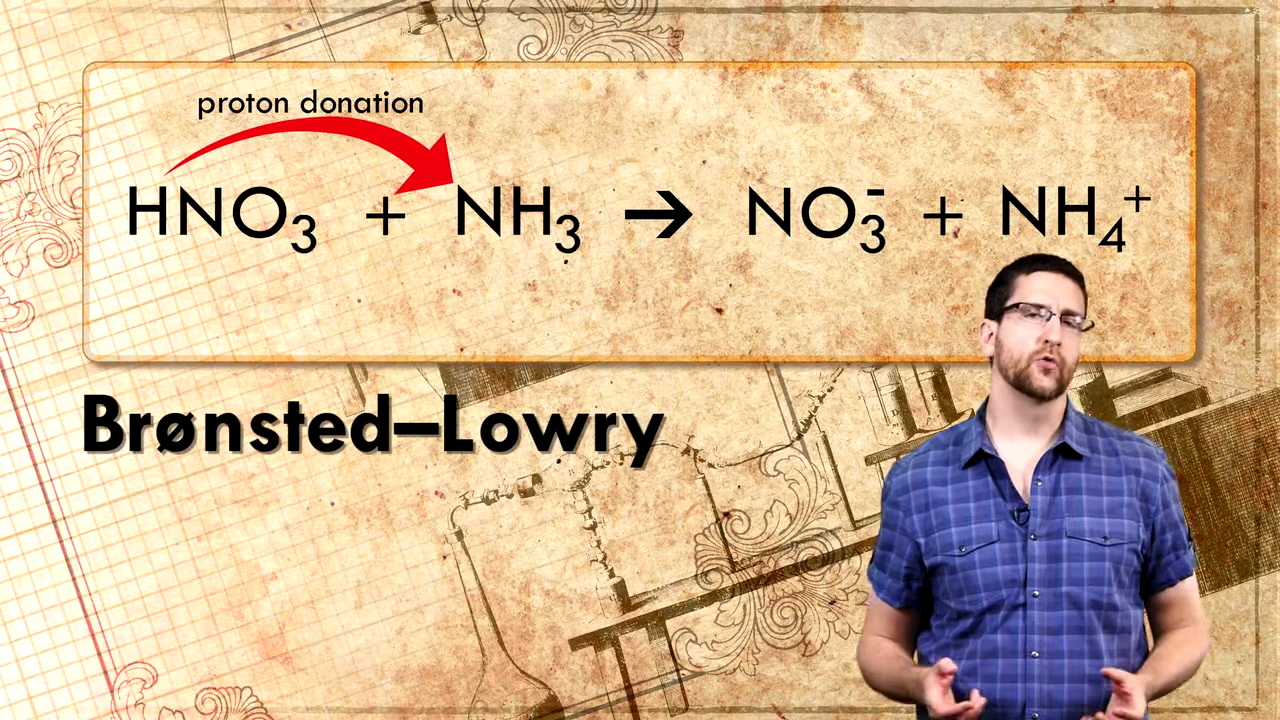 proton donation
HNO₃ + NH₃ → NO₃⁻ + NH₄⁺
Brønsted–Lowry